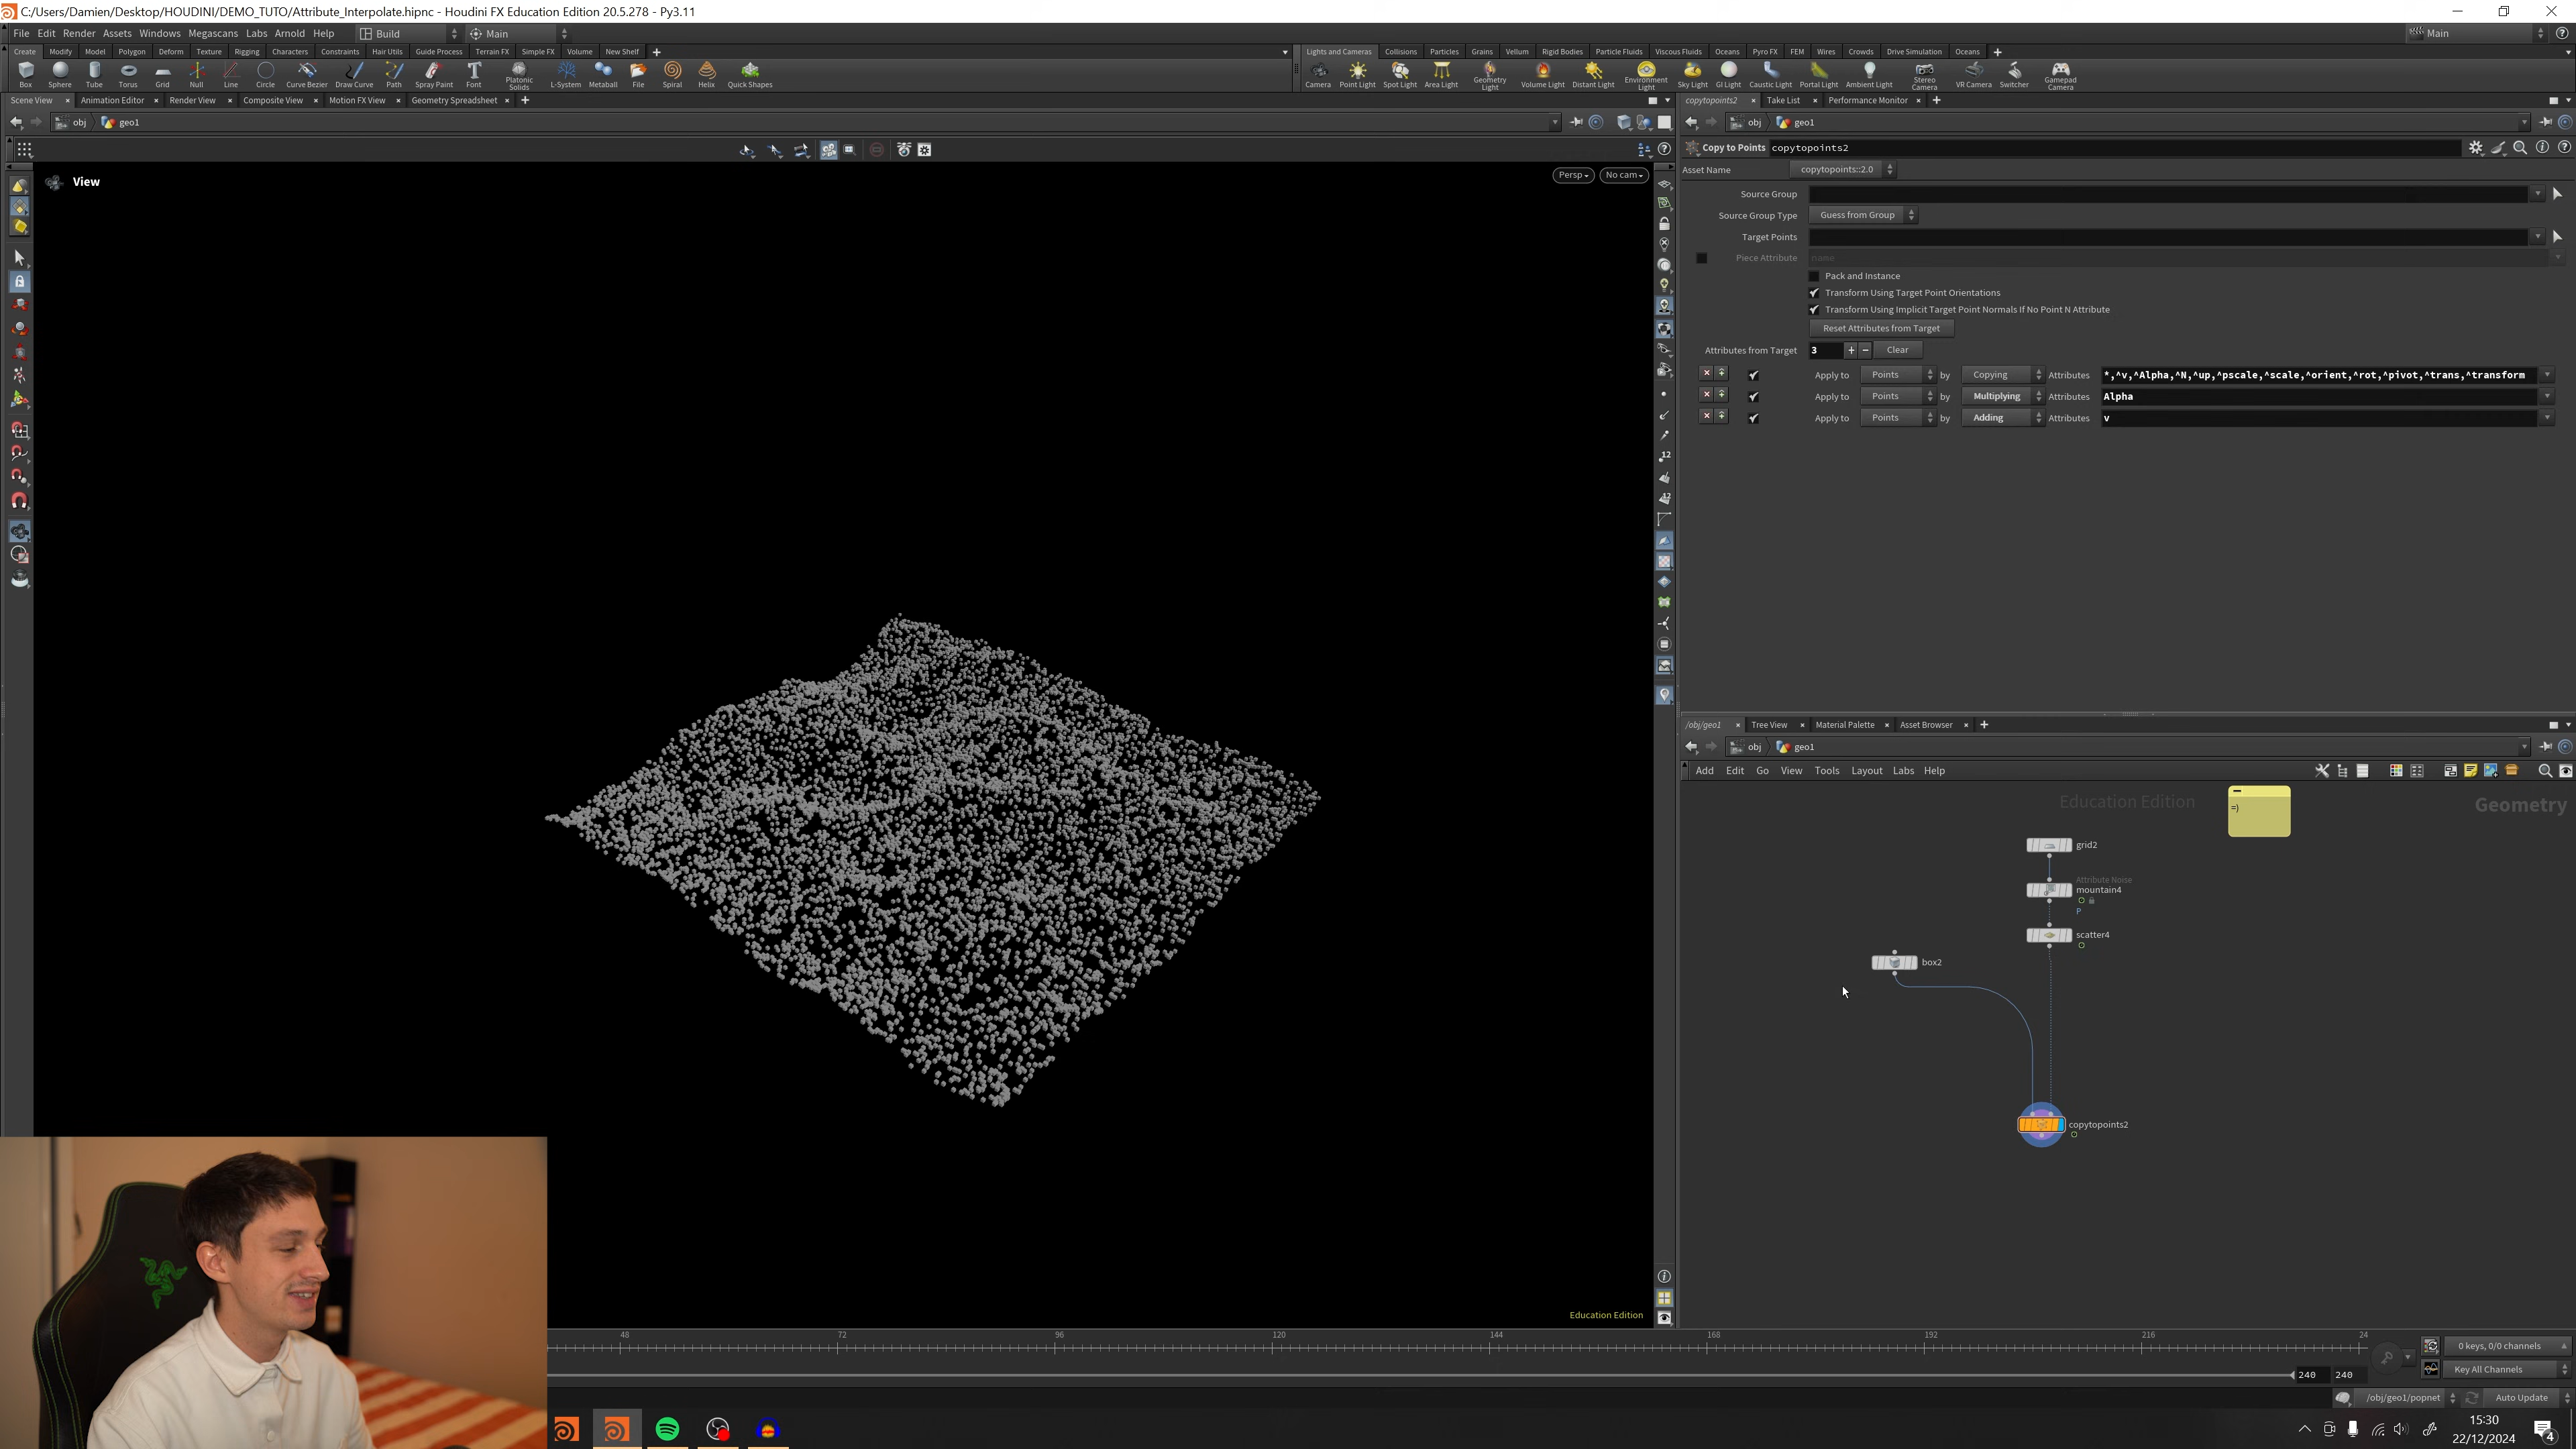 C:/Users/Damien/Desktop/HOUDINI/DEMO_TUTO/Attribute_Interpolate.hipnc - Houdini FX Education Edition 20.5.278 - Py3.11
File Edit Render Assets Windows Megascans Labs Arnold Help Build Main Main
Create Modify Model Polygon Deform Texture Rigging Characters Constraints Hair Utils Guide Process Terrain FX Simple FX Volume New Shelf
Lights and Cameras Collisions Particles Grains Vellum Rigid Bodies Particle Fluids Viscous Fluids Oceans Pyro FX FEM Wires Crowds Drive Simulation Oceans
Box Sphere Tube Torus Grid Null Line Circle Curve Bezier Draw Curve Path Spray Paint Font Platonic Solids L-System Metaball File Spiral Helix Quick Shapes
Camera Point Light Spot Light Area Light Geometry Light Volume Light Distant Light Environment Light Sky Light GI Light Caustic Light Portal Light Ambient Light Stereo Camera VR Camera Switcher Gamepad Camera
Scene View Animation Editor Render View Composite View Motion FX View Geometry Spreadsheet
copytopoints2 Take List Performance Monitor
obj geo1
obj geo1
View
Persp No cam
Copy to Points copytopoints2
Asset Name copytopoints::2.0
Source Group
Source Group Type Guess from Group
Target Points
Piece Attribute name
Pack and Instance
Transform Using Target Point Orientations
Transform Using Implicit Target Point Normals If No Point N Attribute
Reset Attributes from Target
Attributes from Target 3 Clear
Apply to Points by Copying Attributes *,^v,^Alpha,^N,^up,^pscale,^scale,^orient,^rot,^pivot,^trans,^transform
Apply to Points by Multiplying Attributes Alpha
Apply to Points by Adding Attributes v
12
12
/obj/geo1 Tree View Material Palette Asset Browser
obj geo1
Add Edit Go View Tools Layout Labs Help
Education Edition
Geometry
=)
grid2
Attribute Noise
mountain4
P
scatter4
box2
copytopoints2
Education Edition
48 72 96 120 144 168 192 216 24
0 keys, 0/0 channels
240 240 Key All Channels
/obj/geo1/popnet Auto Update
15:30
22/12/2024
4